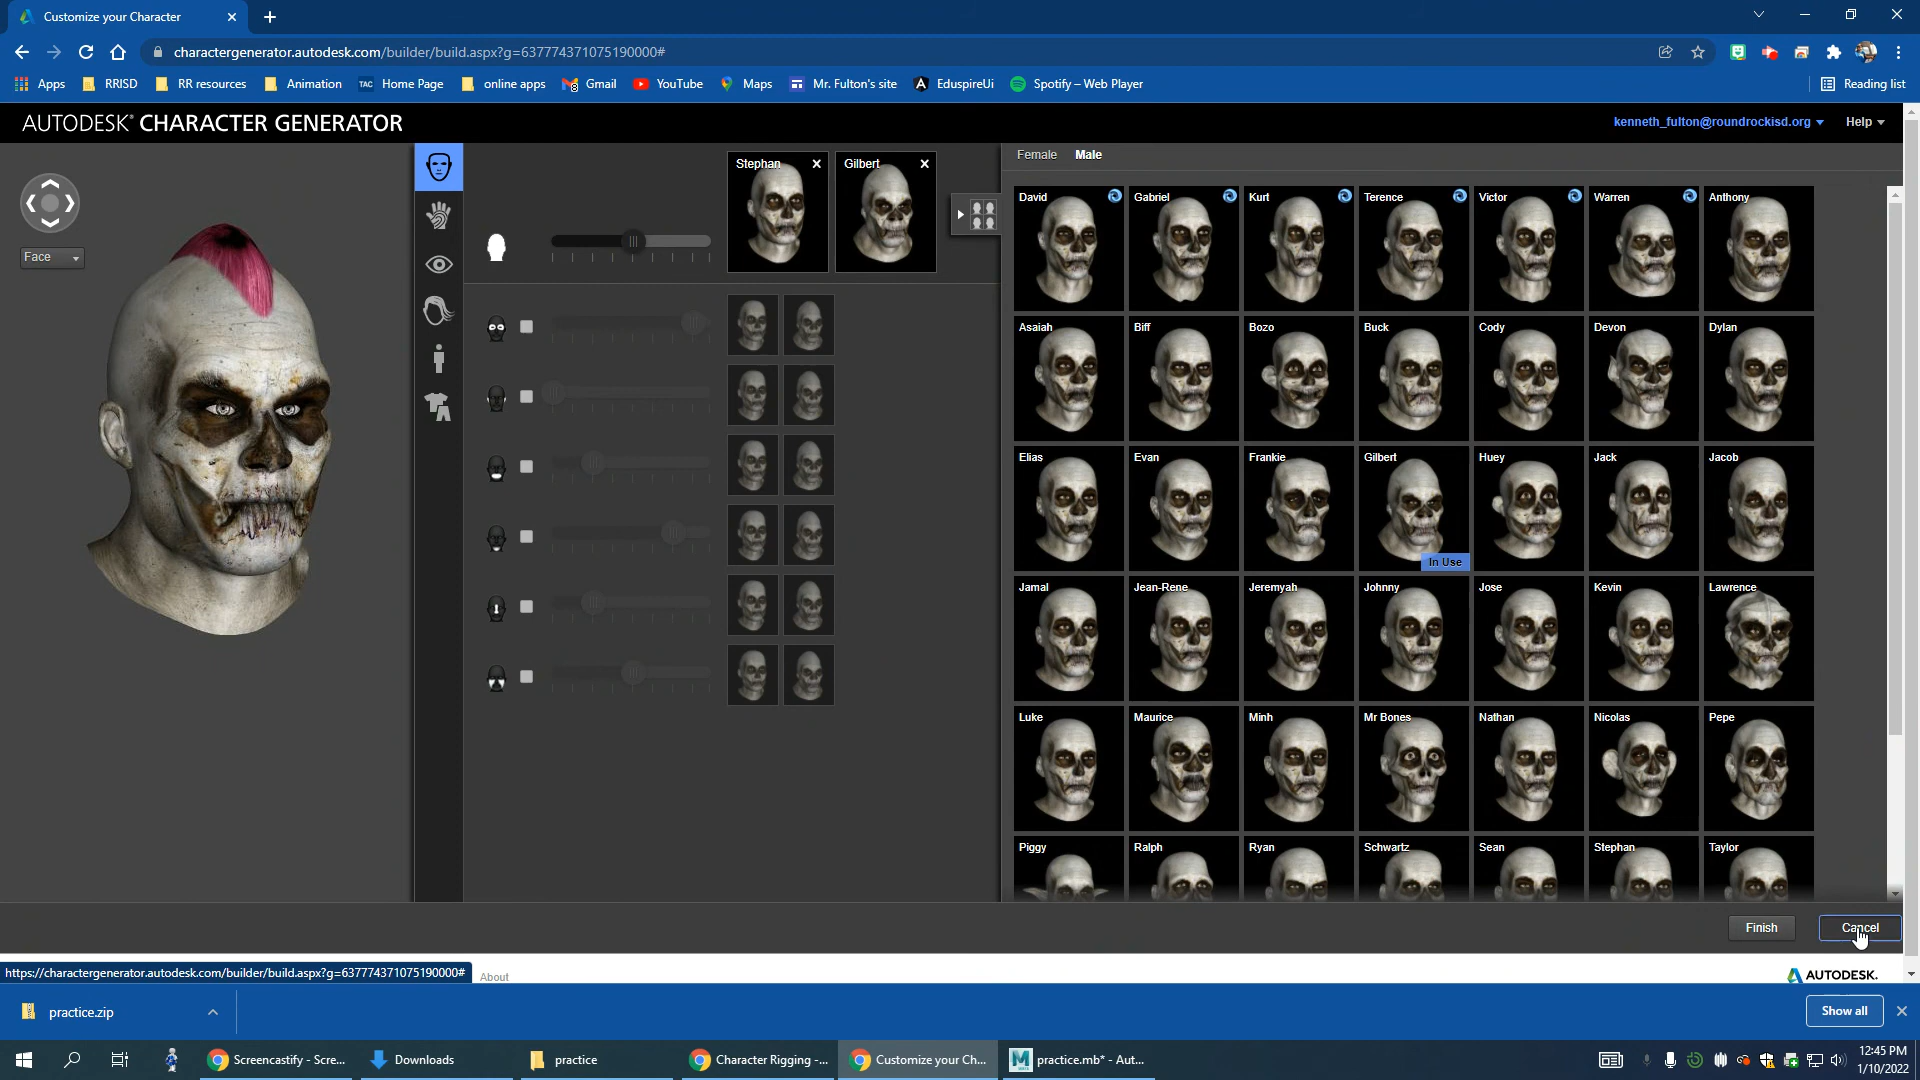 Customize your Character
charactergenerator.autodesk.com/builder/build.aspx?g=637774371075190000#
Apps RRISD RR resources Animation TAC Home Page online apps Gmail YouTube Maps Mr. Fulton's site EduspireUi Spotify – Web Player Reading list
AUTODESK® CHARACTER GENERATOR
kenneth_fulton@roundrockisd.org Help
Face
Stephan Gilbert
Female Male
David Gabriel Kurt Terence Victor Warren Anthony
Asaiah Biff Bozo Buck Cody Devon Dylan
Elias Evan Frankie Gilbert Huey Jack Jacob
In Use
Jamal Jean-Rene Jeremyah Johnny Jose Kevin Lawrence
Luke Maurice Minh Mr Bones Nathan Nicolas Pepe
Piggy Ralph Ryan Schwartz Sean Stephan Taylor
Finish Cancel
https://charactergenerator.autodesk.com/builder/build.aspx?g=637774371075190000# About
AUTODESK.
practice.zip
Show all
Screencastify - Scre... Downloads practice Character Rigging -... Customize your Ch... practice.mb* - Aut...
12:45 PM
1/10/2022